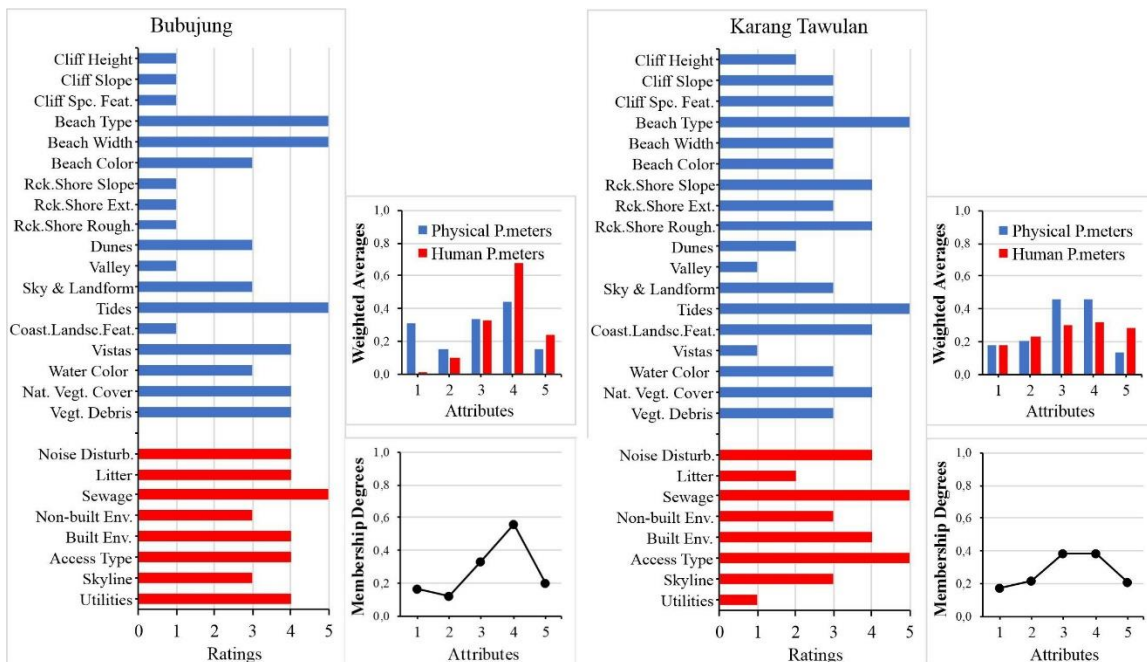 Bubujung
Cliff Height
Cliff Slope
Cliff Spc. Feat.
Beach Type
Beach Width
Beach Color
Rck.Shore Slope
Rck.Shore Ext.
Rck.Shore Rough.
Dunes
Valley
Sky & Landform
Tides
Coast.Landsc.Feat.
Vistas
Water Color
Nat. Vegt. Cover
Vegt. Debris
Noise Disturb.
Litter
Sewage
Non-built Env.
Built Env.
Access Type
Skyline
Utilities
0 1 2 3 4 5
Ratings
Weighted Averages
1,0
0,8
0,6
0,4
0,2
0,0
Physical P.meters
Human P.meters
1 2 3 4 5
Attributes
Membership Degrees
1,0
0,8
0,6
0,4
0,2
0,0
1 2 3 4 5
Attributes
Karang Tawulan
Cliff Height
Cliff Slope
Cliff Spc. Feat.
Beach Type
Beach Width
Beach Color
Rck.Shore Slope
Rck.Shore Ext.
Rck.Shore Rough.
Dunes
Valley
Sky & Landform
Tides
Coast.Landsc.Feat.
Vistas
Water Color
Nat. Vegt. Cover
Vegt. Debris
Noise Disturb.
Litter
Sewage
Non-built Env.
Built Env.
Access Type
Skyline
Utilities
0 1 2 3 4 5
Ratings
Weighted Averages
1,0
0,8
0,6
0,4
0,2
0,0
Physical P.meters
Human P.meters
1 2 3 4 5
Attributes
Membership Degrees
1,0
0,8
0,6
0,4
0,2
0,0
1 2 3 4 5
Attributes